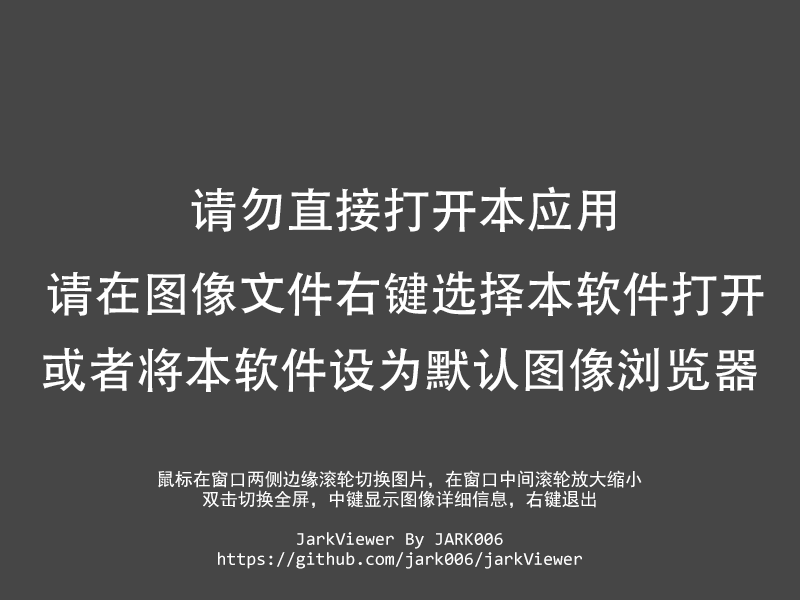 请勿直接打开本应用
请在图像文件右键选择本软件打开
或者将本软件设为默认图像浏览器
鼠标在窗口两侧边缘滚轮切换图片，在窗口中间滚轮放大缩小
双击切换全屏，中键显示图像详细信息，右键退出
JarkViewer By JARK006
https://github.com/jark006/jarkViewer